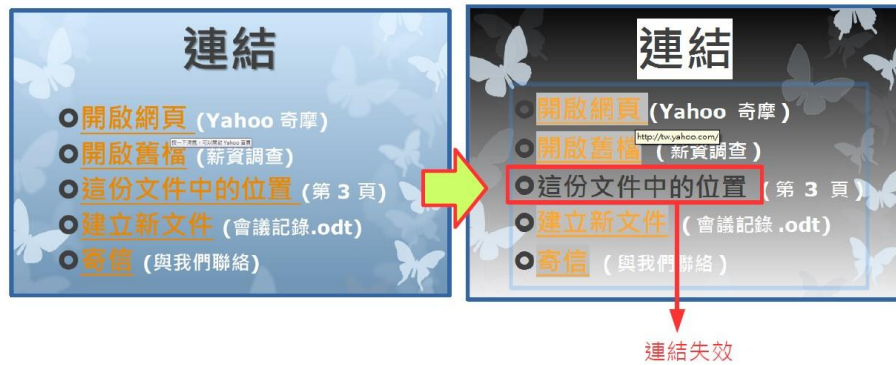 連結
開啟網頁 (Yahoo 奇摩)
開啟舊檔 (薪資調查)
這份文件中的位置 (第 3 頁)
建立新文件 (會議記錄.odt)
寄信 (與我們聯絡)
連結
開啟網頁 (Yahoo 奇摩)
http://tw.yahoo.com/
開啟舊檔 (薪資調查)
這份文件中的位置 (第 3 頁)
建立新文件 (會議記錄.odt)
寄信 (與我們聯絡)
連結失效